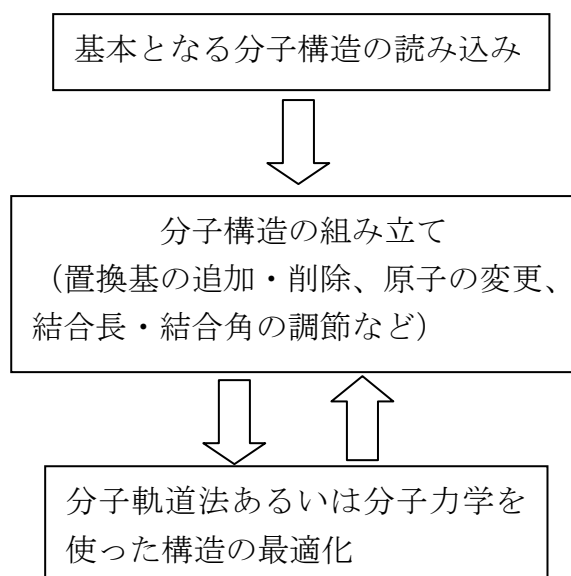 基本となる分子構造の読み込み
分子構造の組み立て
(置換基の追加・削除、原子の変更、
結合長・結合角の調節など)
分子軌道法あるいは分子力学を
使った構造の最適化